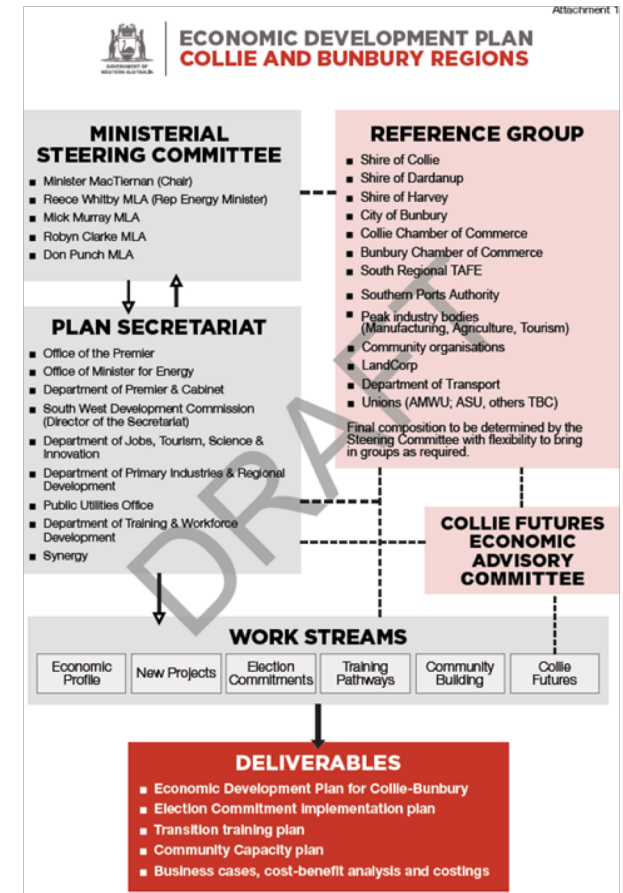 Attachment 1
GOVERNMENT OF
WESTERN AUSTRALIA
ECONOMIC DEVELOPMENT PLAN
COLLIE AND BUNBURY REGIONS
MINISTERIAL
STEERING COMMITTEE
Minister MacTiernan (Chair)
Reece Whitby MLA (Rep Energy Minister)
Mick Murray MLA
Robyn Clarke MLA
Don Punch MLA
REFERENCE GROUP
Shire of Collie
Shire of Dardanup
Shire of Harvey
City of Bunbury
Collie Chamber of Commerce
Bunbury Chamber of Commerce
South Regional TAFE
Southern Ports Authority
Peak industry bodies
(Manufacturing, Agriculture, Tourism)
Community organisations
LandCorp
Department of Transport
Unions (AMWU; ASU, others TBC)
Final composition to be determined by the
Steering Committee with flexibility to bring
in groups as required.
PLAN SECRETARIAT
Office of the Premier
Office of Minister for Energy
Department of Premier & Cabinet
South West Development Commission
(Director of the Secretariat)
Department of Jobs, Tourism, Science &
Innovation
Department of Primary Industries & Regional
Development
Public Utilities Office
Department of Training & Workforce
Development
Synergy
COLLIE FUTURES
ECONOMIC
ADVISORY
COMMITTEE
DRAFT
WORK STREAMS
Economic
Profile
New Projects
Election
Commitments
Training
Pathways
Community
Building
Collie
Futures
DELIVERABLES
Economic Development Plan for Collie-Bunbury
Election Commitment implementation plan
Transition training plan
Community Capacity plan
Business cases, cost-benefit analysis and costings